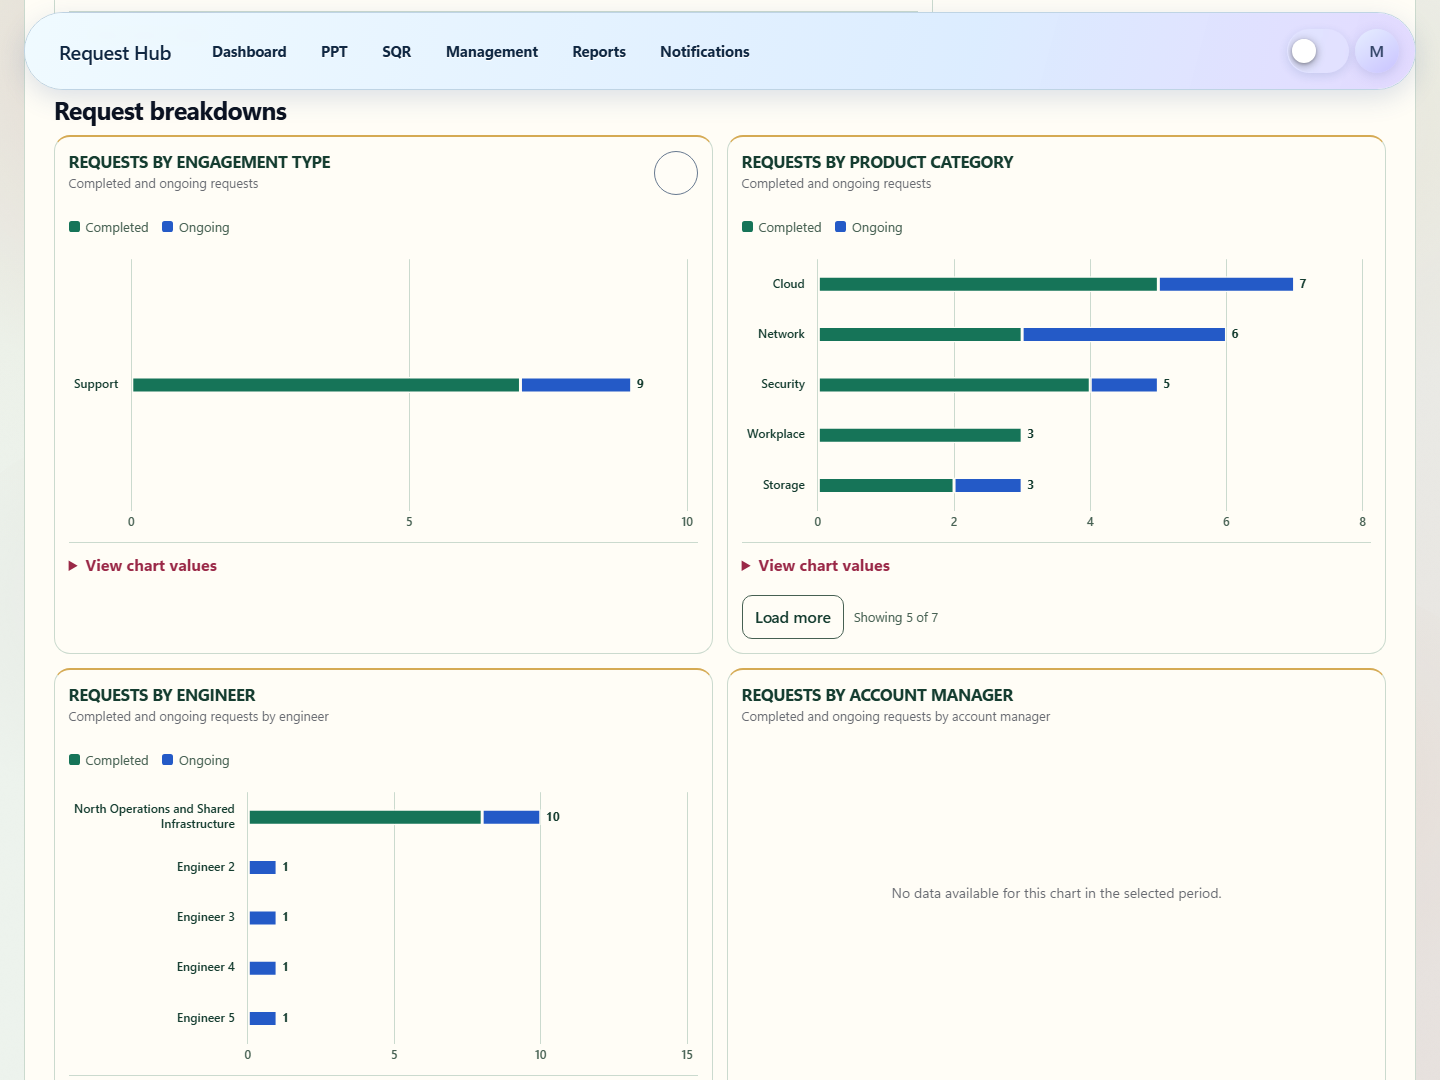 Request Hub
Dashboard
PPT
SQR
Management
Reports
Notifications
M
Request breakdowns
REQUESTS BY ENGAGEMENT TYPE
Completed and ongoing requests
Completed
Ongoing
Support
9
0
5
10
View chart values
REQUESTS BY PRODUCT CATEGORY
Completed and ongoing requests
Completed
Ongoing
Cloud
7
Network
6
Security
5
Workplace
3
Storage
3
0
2
4
6
8
View chart values
Load more
Showing 5 of 7
REQUESTS BY ENGINEER
Completed and ongoing requests by engineer
Completed
Ongoing
North Operations and Shared
Infrastructure
10
Engineer 2
1
Engineer 3
1
Engineer 4
1
Engineer 5
1
0
5
10
15
REQUESTS BY ACCOUNT MANAGER
Completed and ongoing requests by account manager
No data available for this chart in the selected period.